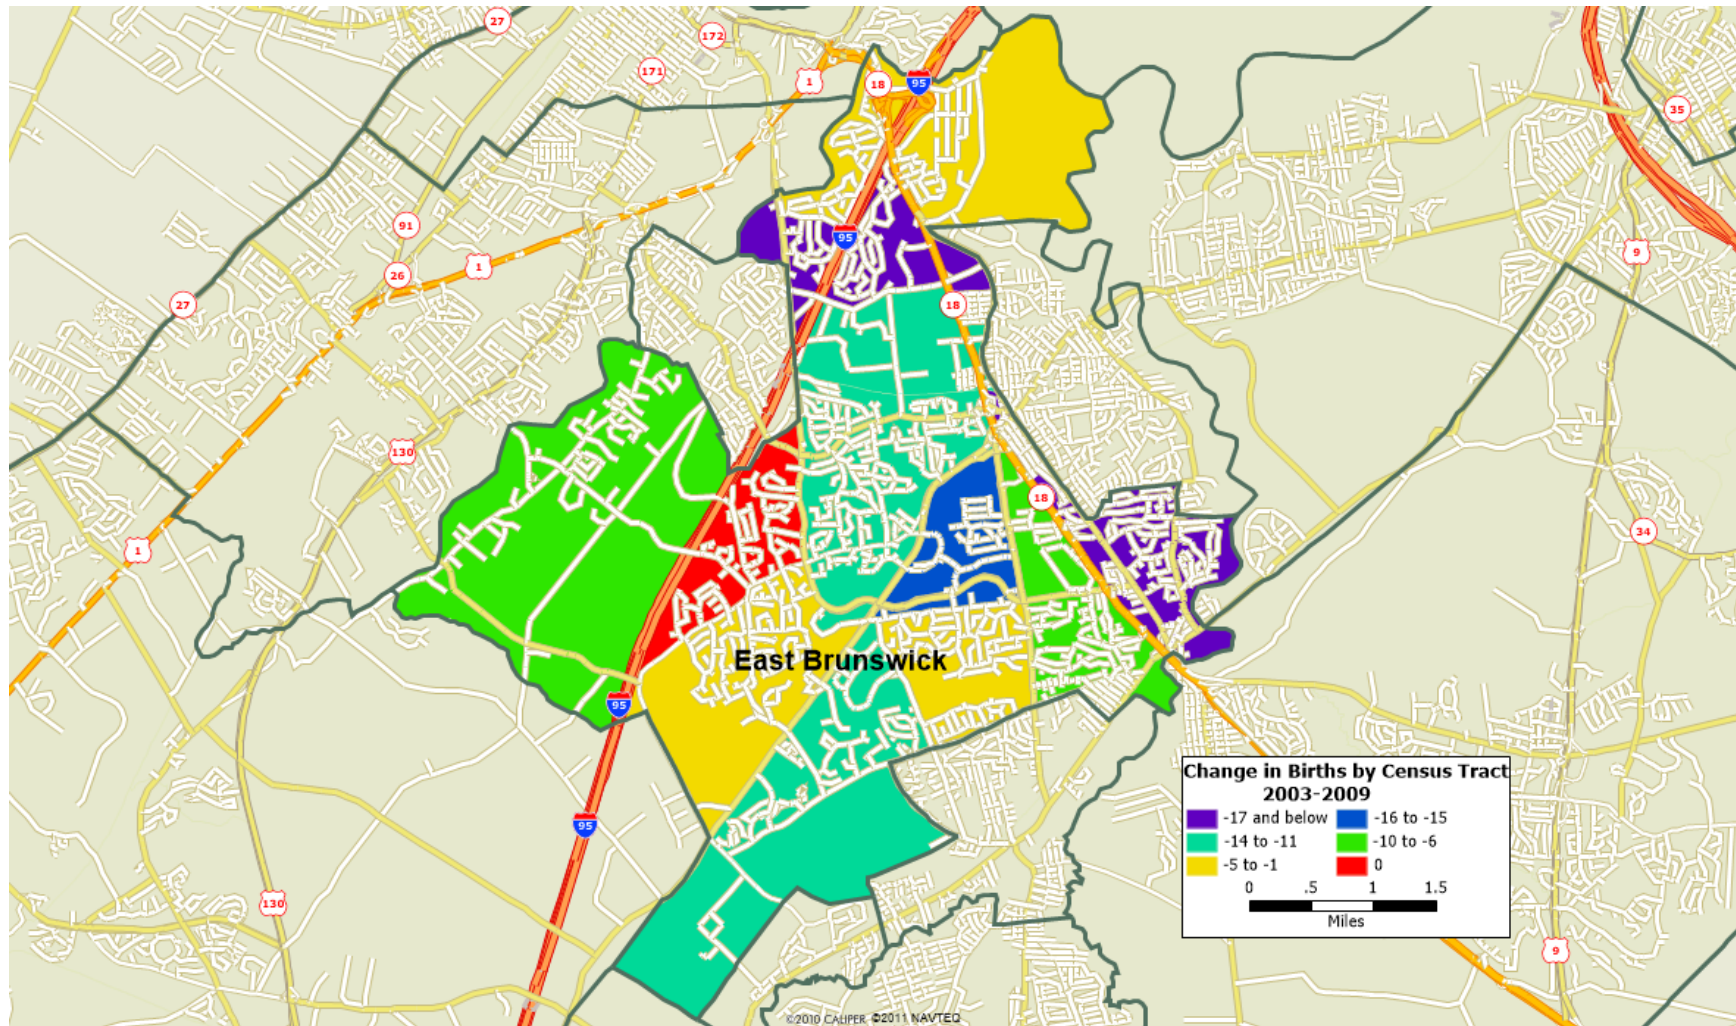 27
172
171
1
18
95
35
91
26
1
27
95
18
9
130
18
1
34
East Brunswick
95
95
130
9
Change in Births by Census Tract
2003-2009
-17 and below
-16 to -15
-14 to -11
-10 to -6
-5 to -1
0
0 .5 1 1.5
Miles
©2010 CALIPER ©2011 NAVTEQ